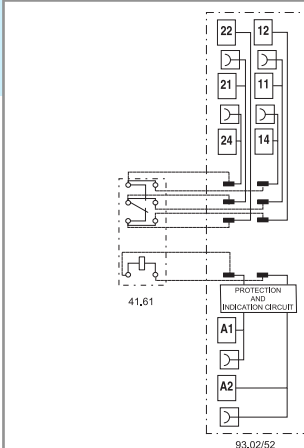 22 12
21 11
24 14
41.61
PROTECTION
AND
INDICATION CIRCUIT
A1
A2
93.02/52